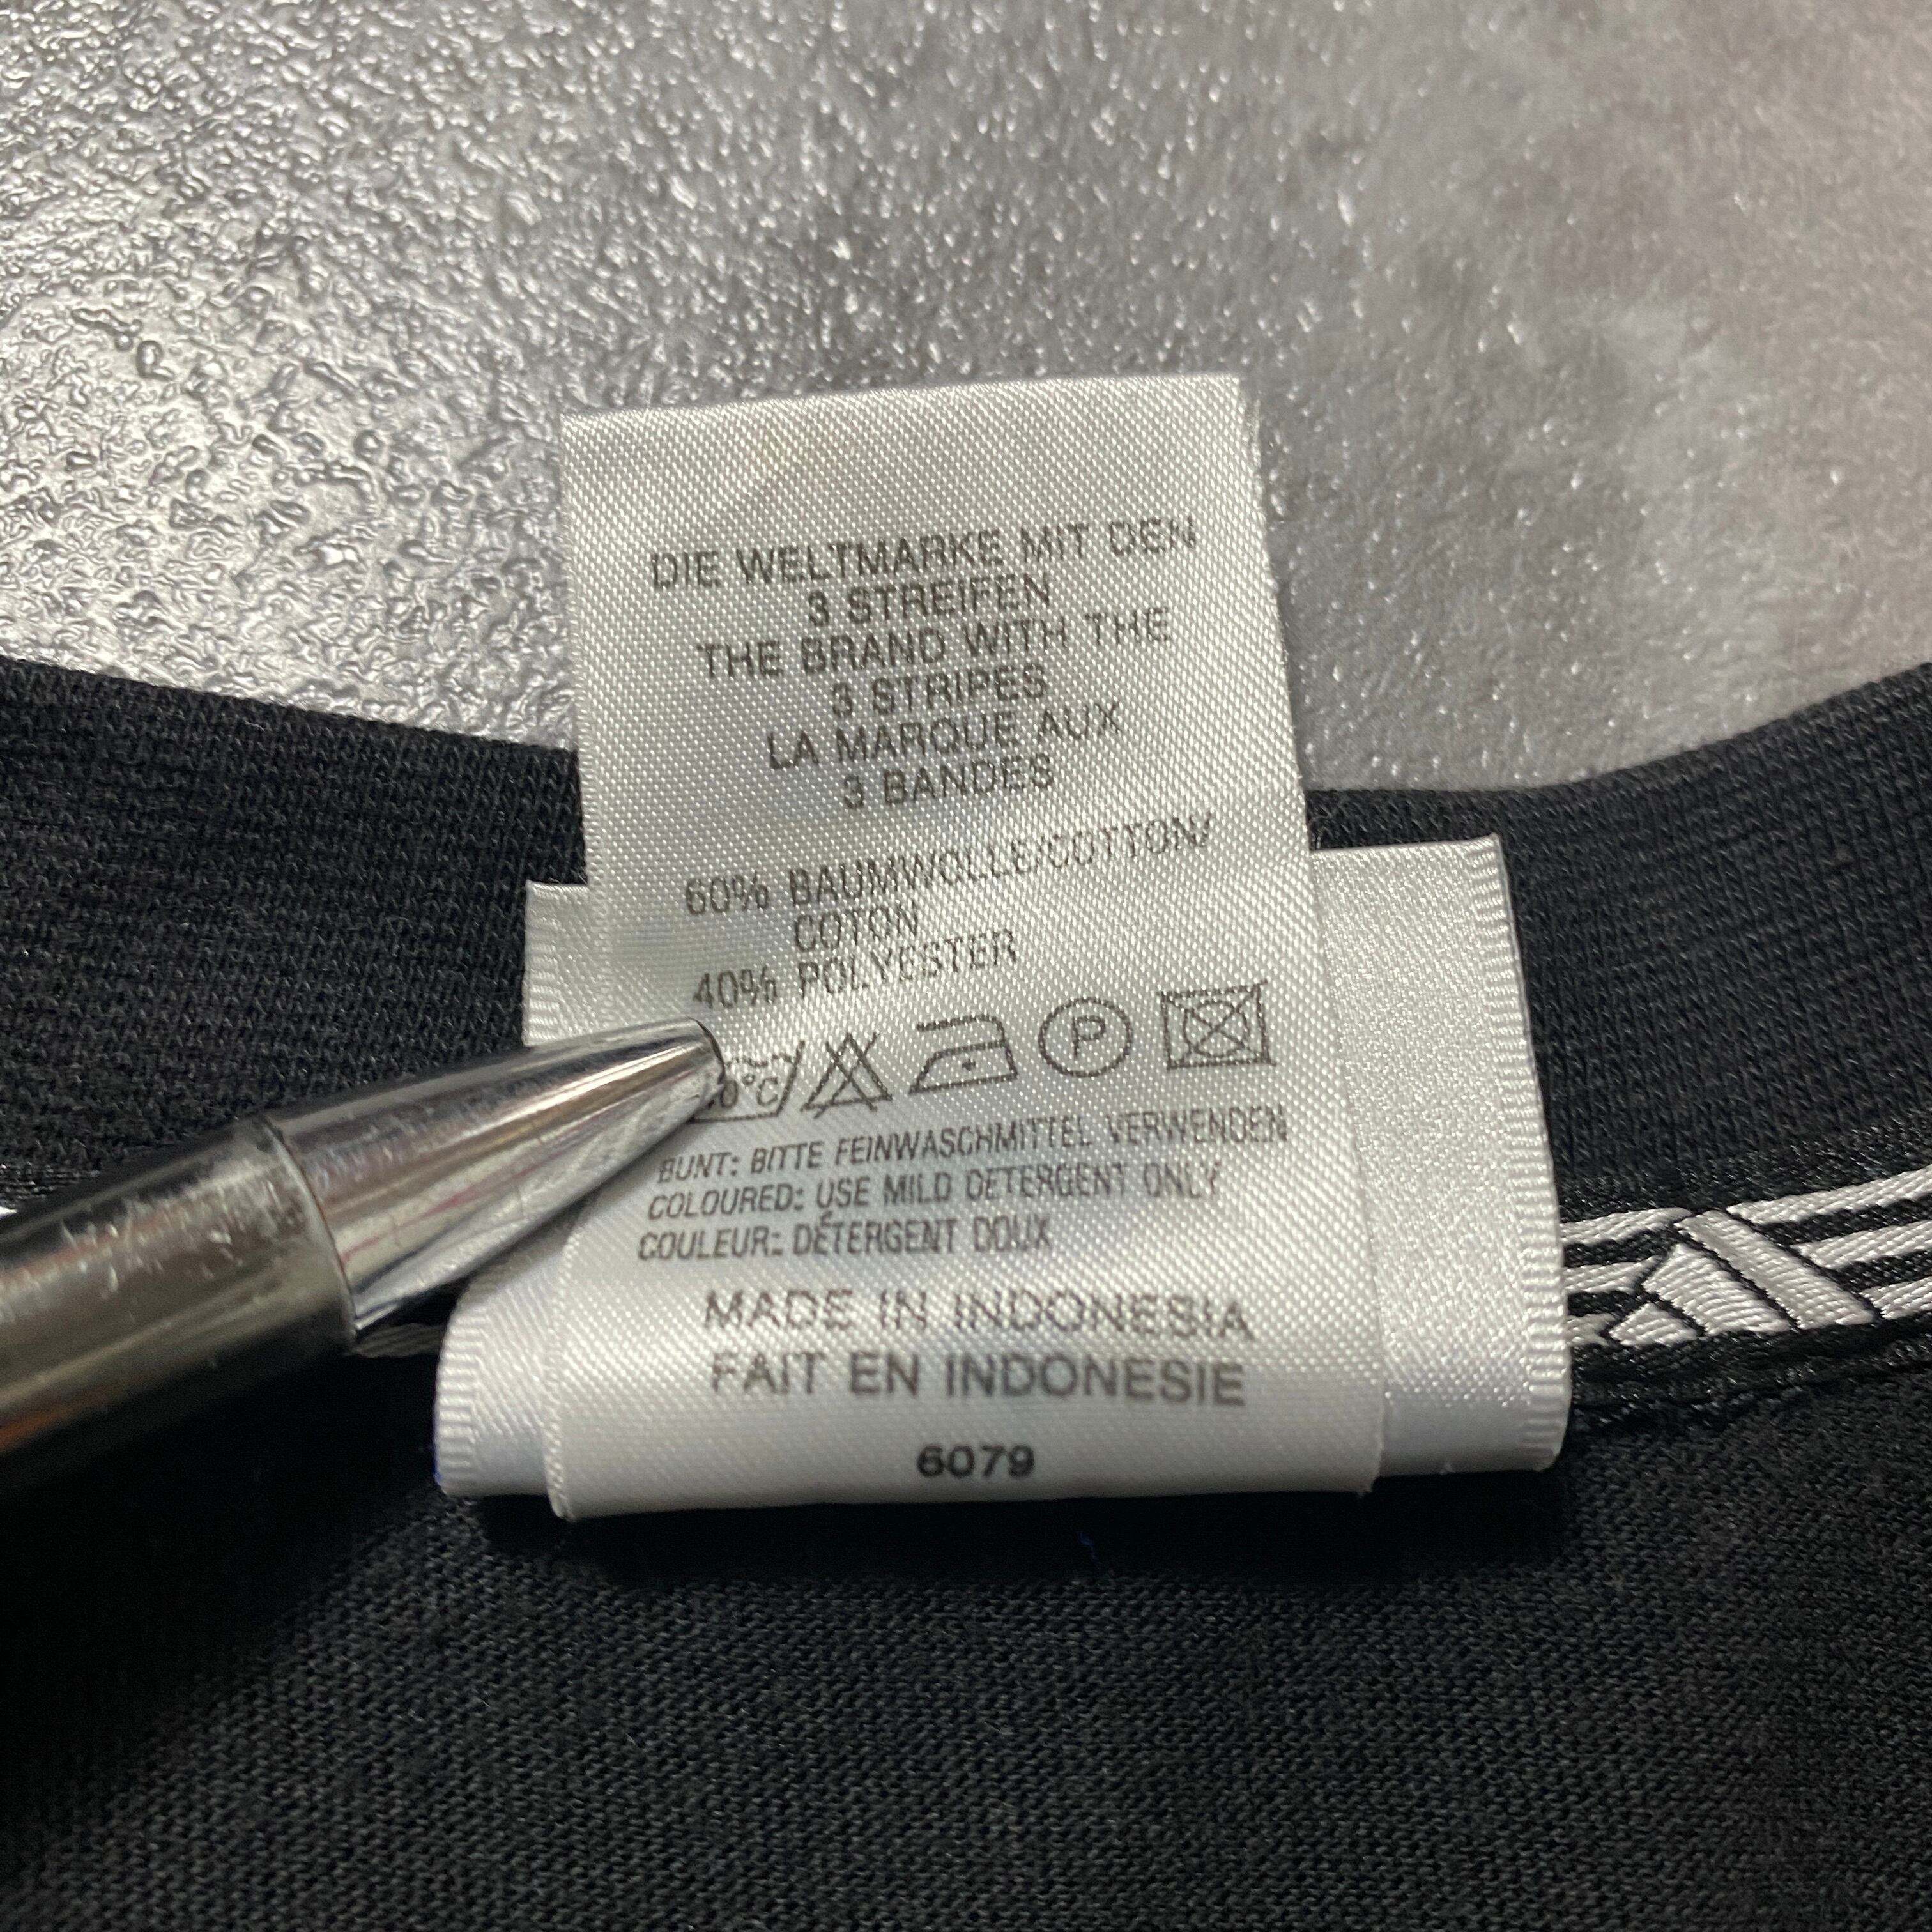 DIE WELTMARKE MIT DEN
3 STREIFEN
THE BRAND WITH THE
3 STRIPES
LA MARQUE AUX
3 BANDES
60% BAUMWOLLE/COTTON/
COTON
40% POLYESTER
P
BUNT: BITTE FEINWASCHMITTEL VERWENDEN
COLOURED: USE MILD DETERGENT ONLY
COULEUR: DÉTERGENT DOUX
MADE IN INDONESIA
FAIT EN INDONESIE
6079